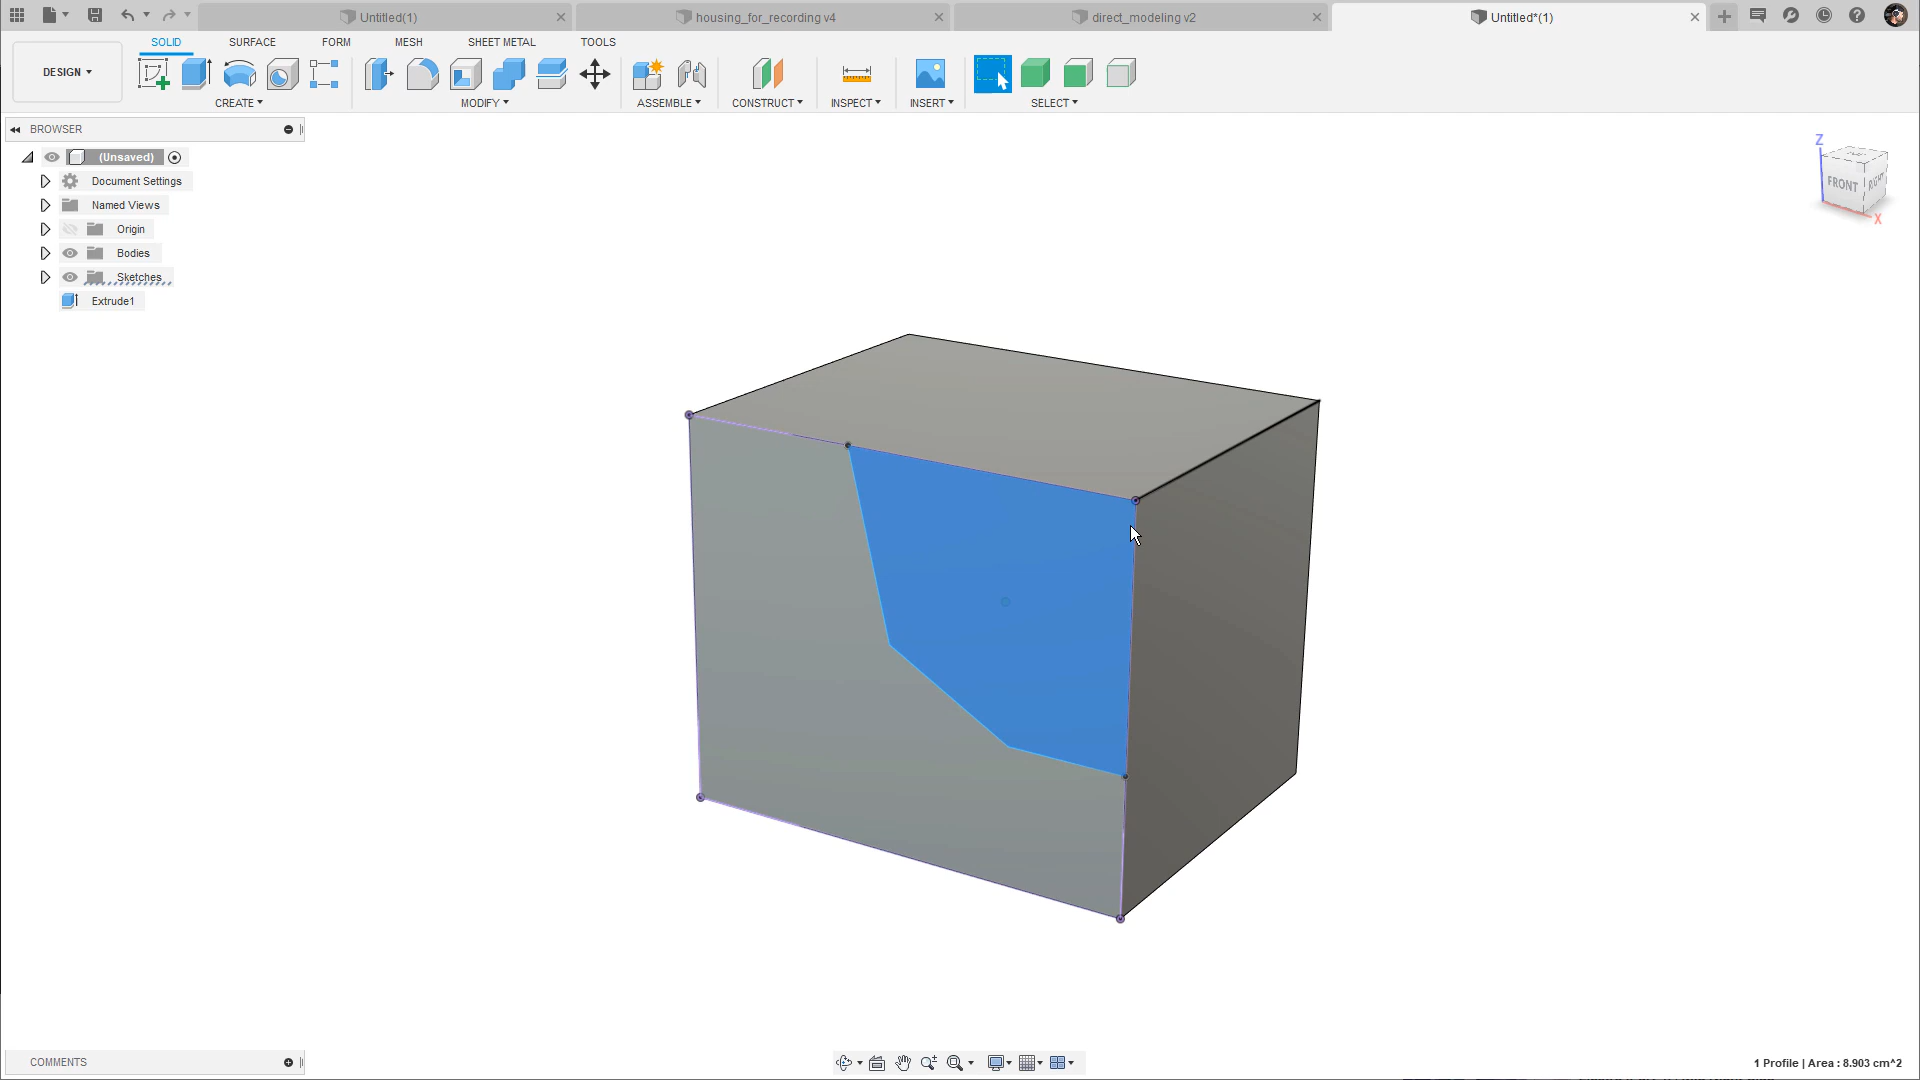 Untitled(1)
housing_for_recording v4
direct_modeling v2
Untitled*(1)
SOLID
SURFACE
FORM
MESH
SHEET METAL
TOOLS
DESIGN
CREATE
MODIFY
ASSEMBLE
CONSTRUCT
INSPECT
INSERT
SELECT
BROWSER
(Unsaved)
Document Settings
Named Views
Origin
Bodies
Sketches
Extrude1
Z
FRONT
RIGHT
X
COMMENTS
1 Profile | Area : 8.903 cm^2